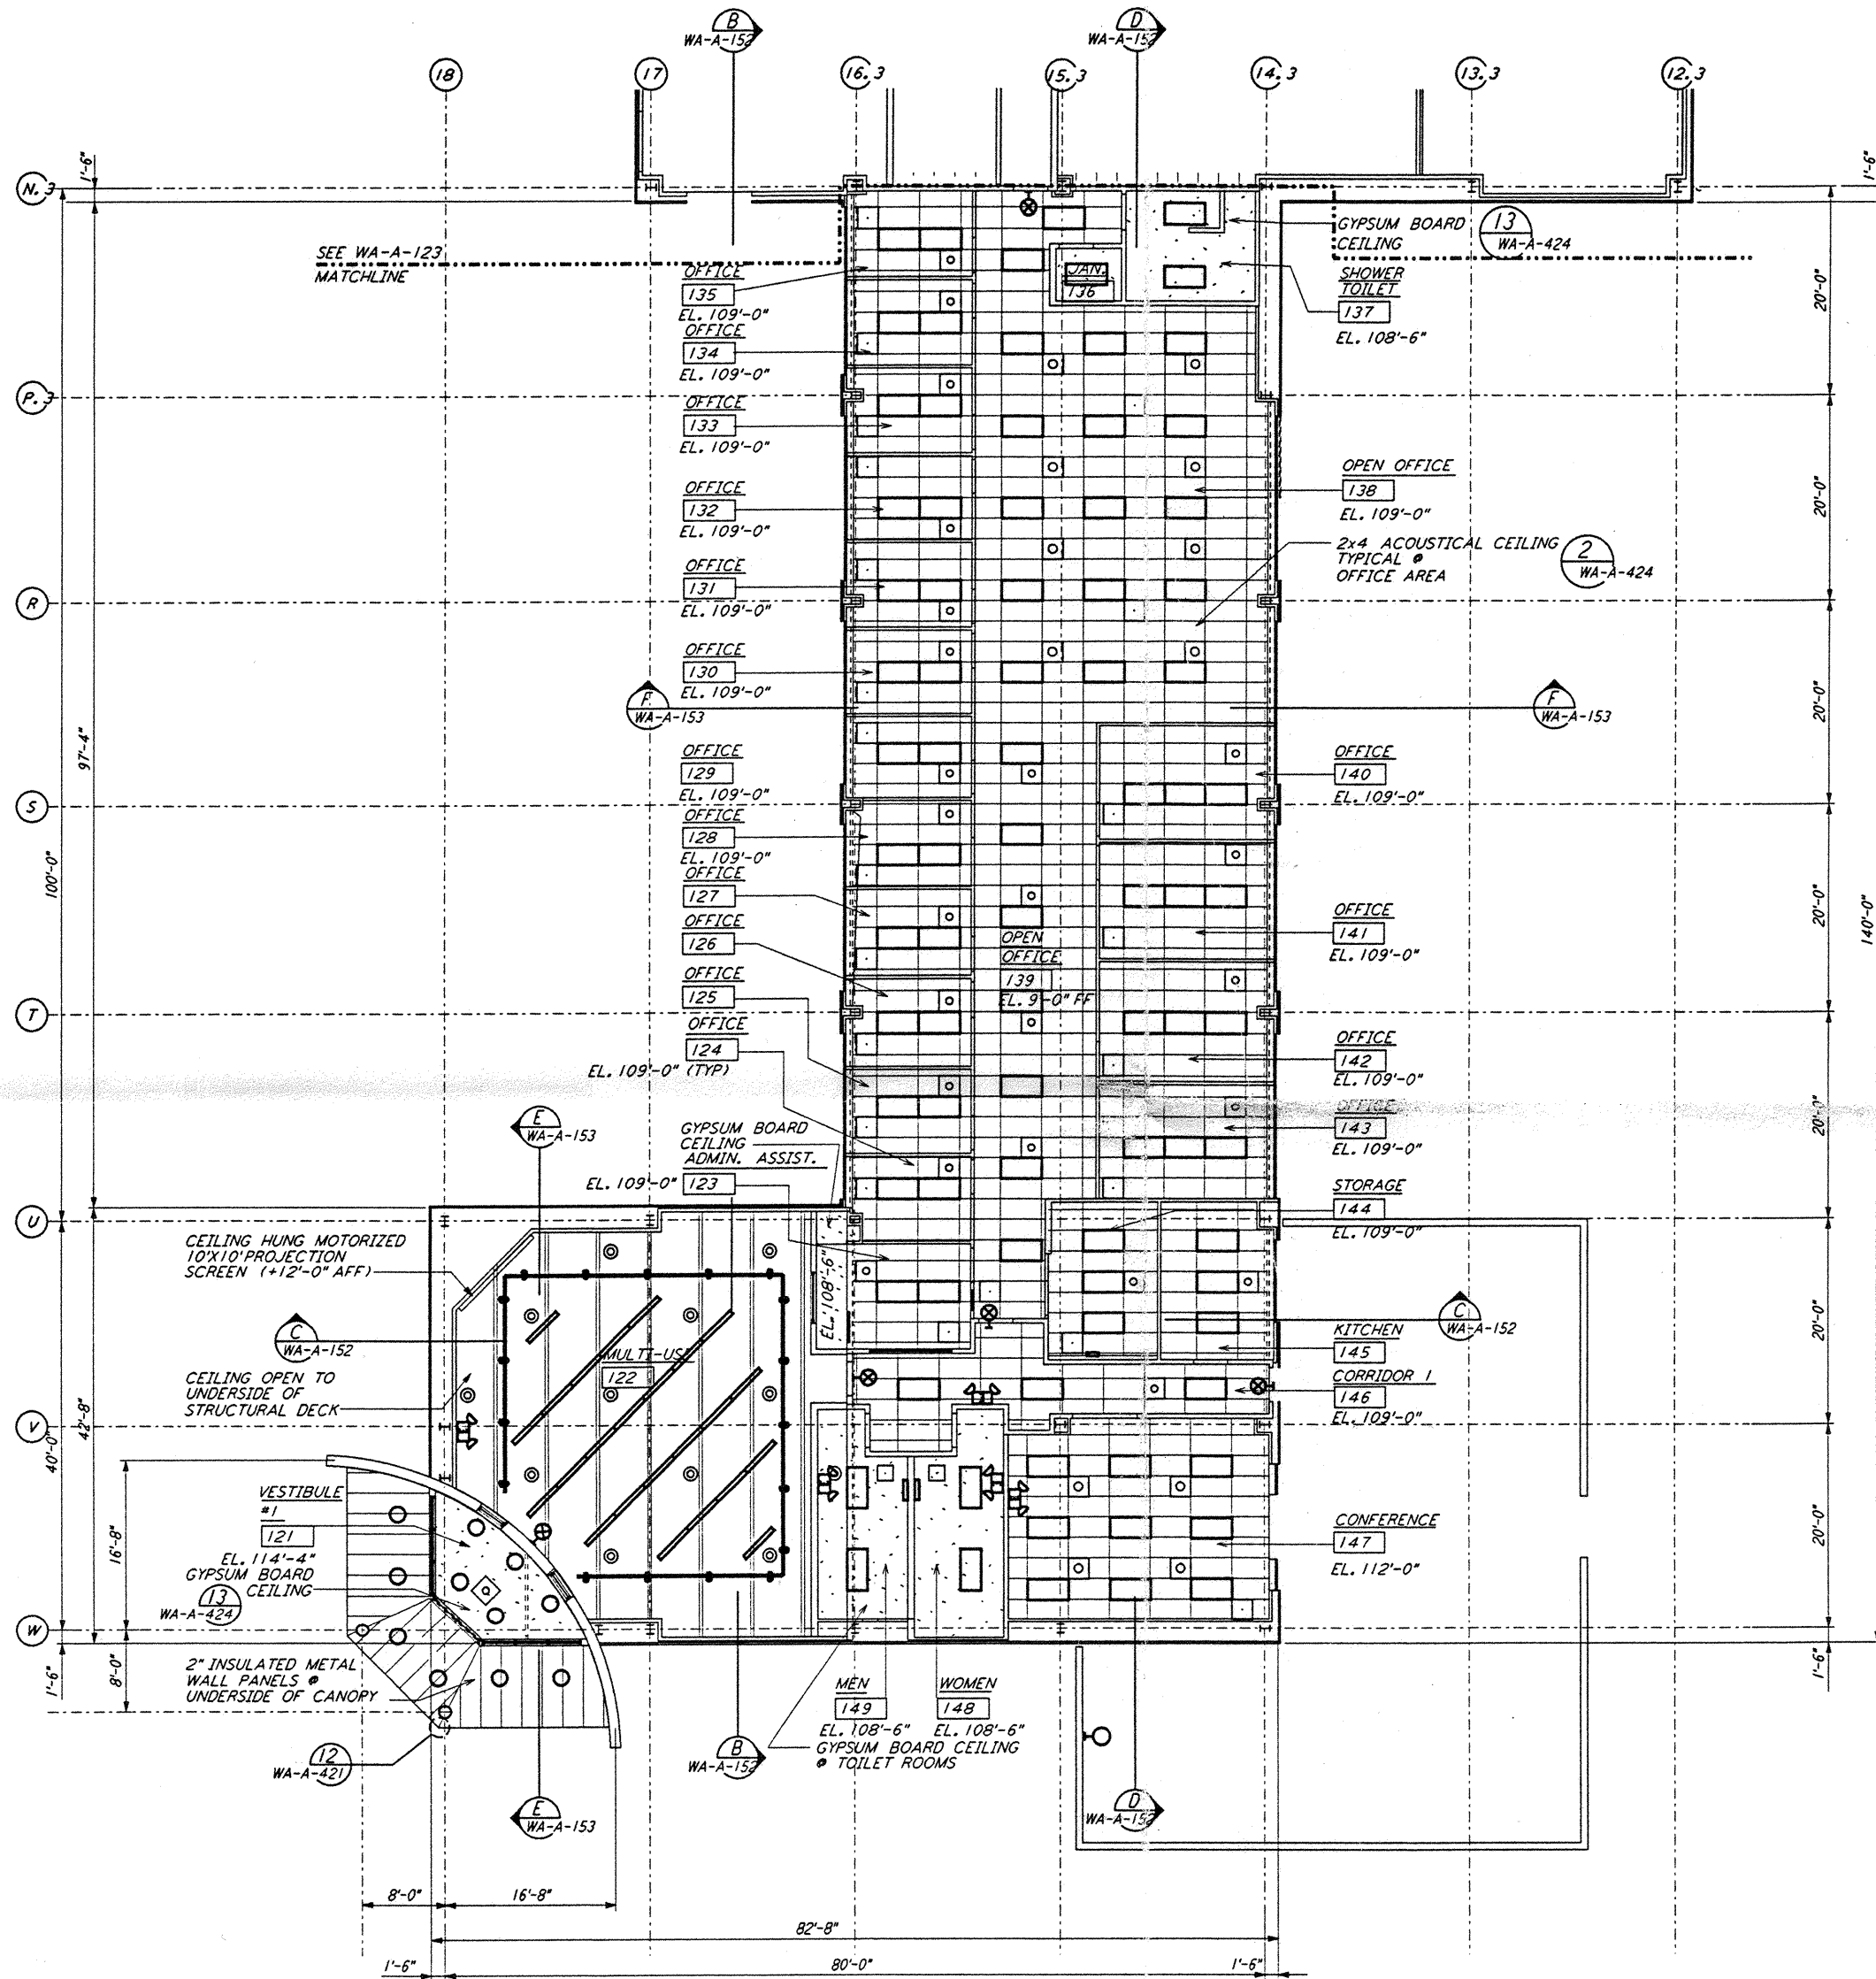 B
WA-A-152
D
WA-A-152
18
17
16.3
15.3
14.3
13.3
12.3
N.3
1'-6"
1'-6"
SEE WA-A-123
MATCHLINE
GYPSUM BOARD
CEILING
13
WA-A-424
SHOWER
TOILET
137
EL. 108'-6"
JAN.
136
OFFICE
135
EL. 109'-0"
OFFICE
134
EL. 109'-0"
20'-0"
P.3
OFFICE
133
EL. 109'-0"
OFFICE
132
EL. 109'-0"
OPEN OFFICE
138
EL. 109'-0"
20'-0"
2x4 ACOUSTICAL CEILING
TYPICAL @
OFFICE AREA
2
WA-A-424
OFFICE
131
EL. 109'-0"
R
OFFICE
130
EL. 109'-0"
F
WA-A-153
F
WA-A-153
20'-0"
97'-4"
OFFICE
129
EL. 109'-0"
OFFICE
140
EL. 109'-0"
S
OFFICE
128
EL. 109'-0"
100'-0"
OFFICE
127
OFFICE
126
OFFICE
141
EL. 109'-0"
20'-0"
140'-0"
OPEN
OFFICE
139
EL. 9'-0" FF
OFFICE
125
T
OFFICE
124
EL. 109'-0" (TYP)
OFFICE
142
EL. 109'-0"
OFFICE
143
EL. 109'-0"
20'-0"
E
WA-A-153
GYPSUM BOARD
CEILING
ADMIN. ASSIST.
EL. 109'-0" 123
STORAGE
144
EL. 109'-0"
U
CEILING HUNG MOTORIZED
10'X10' PROJECTION
SCREEN (+12'-0" AFF)
EL. 108'-6"
C
WA-A-152
C
WA-A-152
20'-0"
KITCHEN
145
MULTI-USE
122
CORRIDOR 1
146
EL. 109'-0"
CEILING OPEN TO
UNDERSIDE OF
STRUCTURAL DECK
V
40'-0"
42'-8"
VESTIBULE
#1
121
EL. 114'-4"
GYPSUM BOARD
CEILING
13
WA-A-424
16'-8"
CONFERENCE
147
EL. 112'-0"
20'-0"
W
1'-6"
8'-0"
1'-6"
2" INSULATED METAL
WALL PANELS @
UNDERSIDE OF CANOPY
MEN
149
EL. 108'-6"
WOMEN
148
EL. 108'-6"
GYPSUM BOARD CEILING
@ TOILET ROOMS
12
WA-A-421
B
WA-A-152
E
WA-A-153
D
WA-A-152
8'-0"
16'-8"
82'-8"
1'-6"
80'-0"
1'-6"